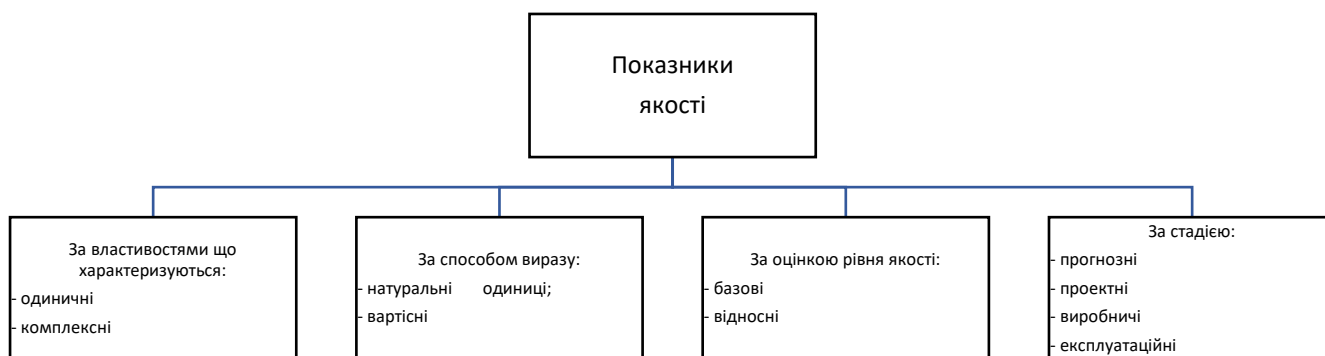 Показники
якості
За властивостями що
характеризуються:
- одиничні
- комплексні
За способом виразу:
- натуральні одиниці;
- вартісні
За оцінкою рівня якості:
- базові
- відносні
За стадією:
- прогнозні
- проектні
- виробничі
- експлуатаційні